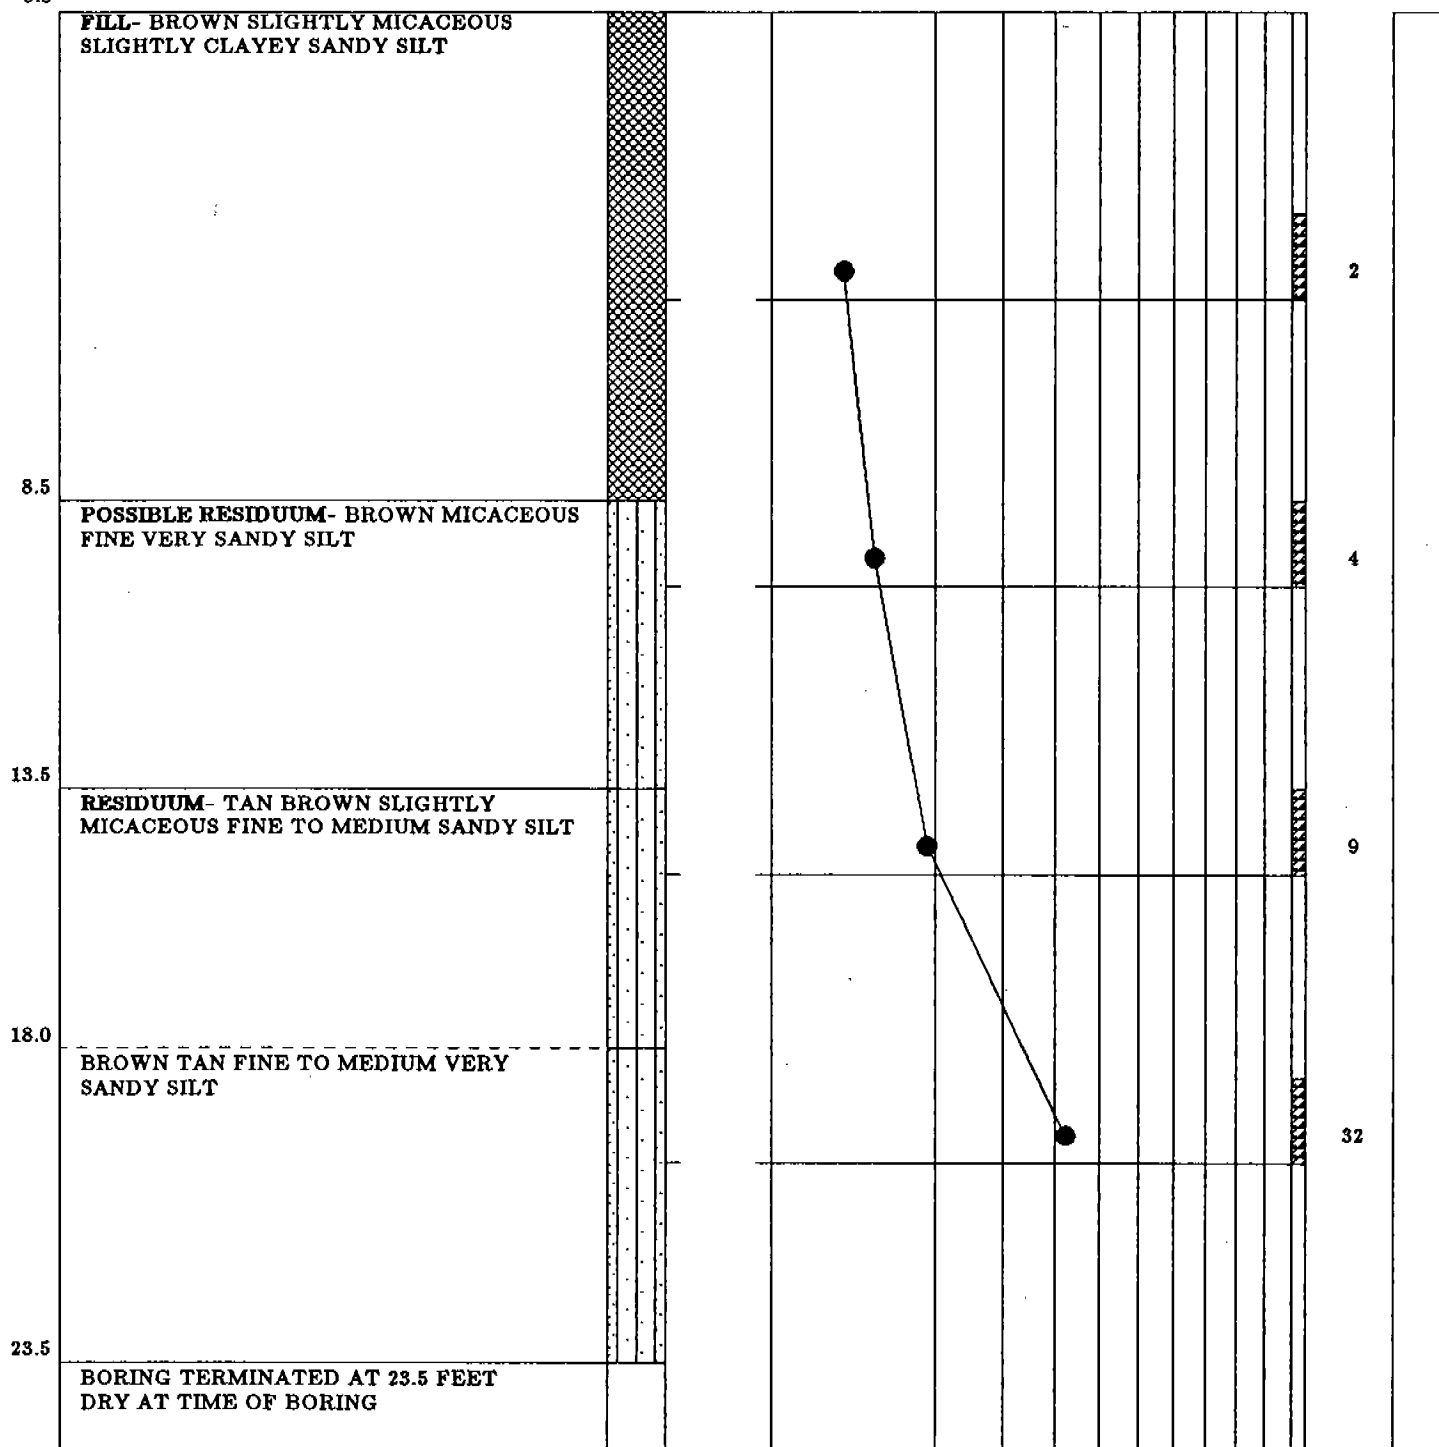 FILL- BROWN SLIGHTLY MICACEOUS
SLIGHTLY CLAYEY SANDY SILT
2
8.5
POSSIBLE RESIDUUM- BROWN MICACEOUS
FINE VERY SANDY SILT
4
13.5
RESIDUUM- TAN BROWN SLIGHTLY
MICACEOUS FINE TO MEDIUM SANDY SILT
9
18.0
BROWN TAN FINE TO MEDIUM VERY
SANDY SILT
32
23.5
BORING TERMINATED AT 23.5 FEET
DRY AT TIME OF BORING